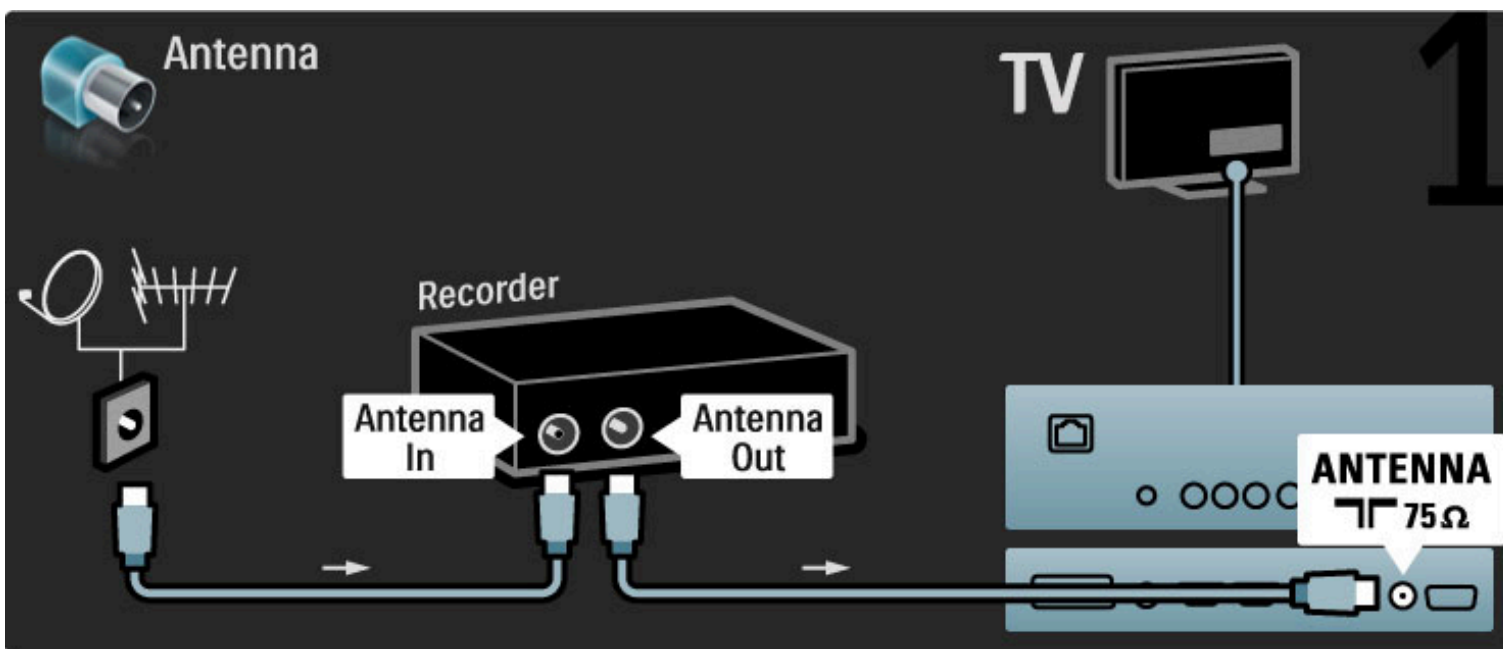 Antenna
TV
1
Recorder
Antenna
In
Antenna
Out
ANTENNA
75Ω